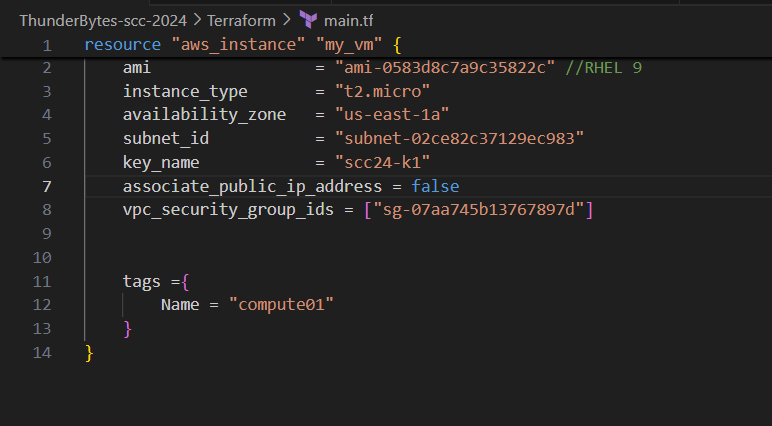 ThunderBytes-scc-2024 > Terraform > main.tf
1 resource "aws_instance" "my_vm" {
2 ami = "ami-0583d8c7a9c35822c" //RHEL 9
3 instance_type = "t2.micro"
4 availability_zone = "us-east-1a"
5 subnet_id = "subnet-02ce82c37129ec983"
6 key_name = "scc24-k1"
7 associate_public_ip_address = false
8 vpc_security_group_ids = ["sg-07aa745b13767897d"]
9
10
11 tags ={
12 Name = "compute01"
13 }
14 }